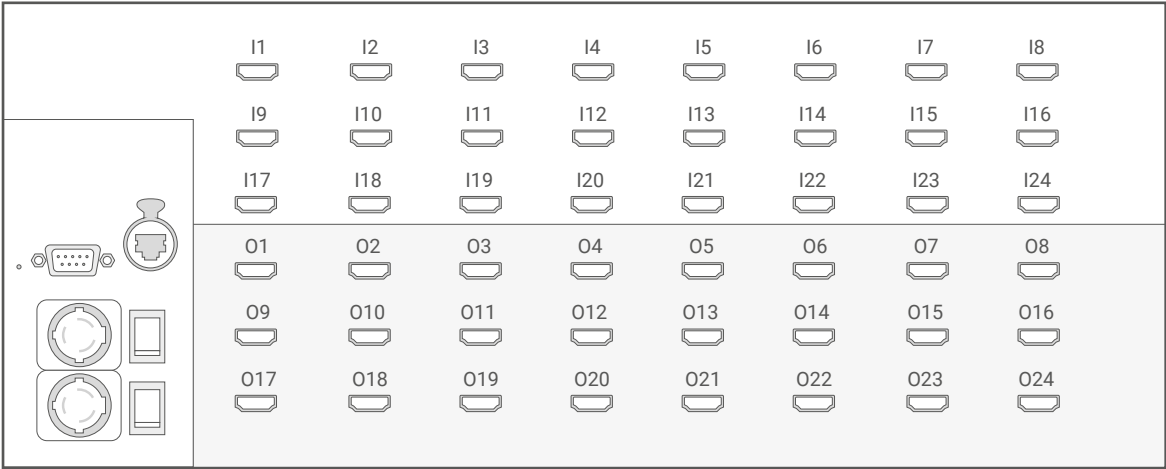 I1 I2 I3 I4 I5 I6 I7 I8
I9 I10 I11 I12 I13 I14 I15 I16
I17 I18 I19 I20 I21 I22 I23 I24
O1 O2 O3 O4 O5 O6 O7 O8
O9 O10 O11 O12 O13 O14 O15 O16
O17 O18 O19 O20 O21 O22 O23 O24